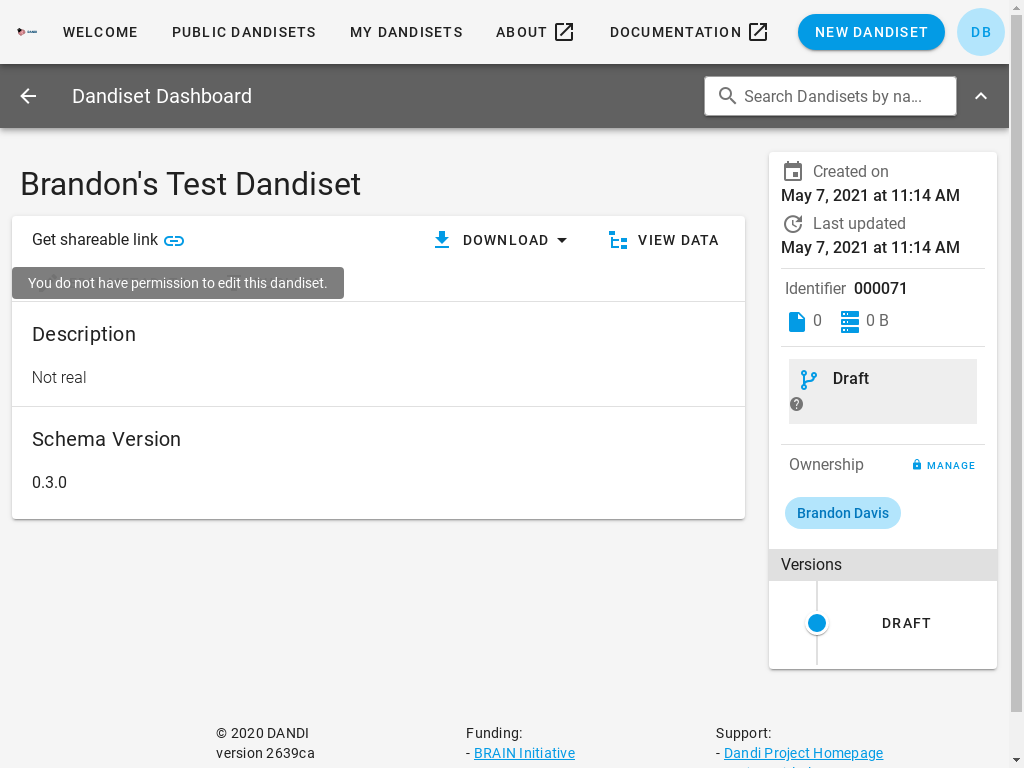 WELCOME PUBLIC DANDISETS MY DANDISETS ABOUT DOCUMENTATION NEW DANDISET DB
Dandiset Dashboard Search Dandisets by na...
Brandon's Test Dandiset
Get shareable link DOWNLOAD VIEW DATA
You do not have permission to edit this dandiset.
Description
Not real
Schema Version
0.3.0
Created on
May 7, 2021 at 11:14 AM
Last updated
May 7, 2021 at 11:14 AM
Identifier 000071
0 0 B
Draft
Ownership MANAGE
Brandon Davis
Versions
DRAFT
© 2020 DANDI
version 2639ca
Funding:
- BRAIN Initiative
Support:
- Dandi Project Homepage